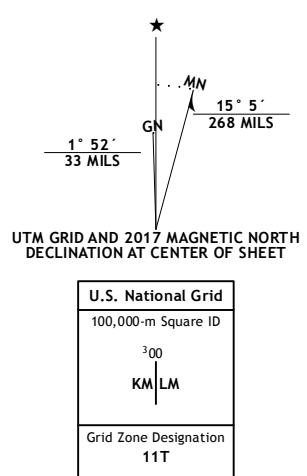 ★
MN
GN
15° 5´
268 MILS
1° 52´
33 MILS
UTM GRID AND 2017 MAGNETIC NORTH
DECLINATION AT CENTER OF SHEET
U.S. National Grid
100,000-m Square ID
³00
KM LM
Grid Zone Designation
11T